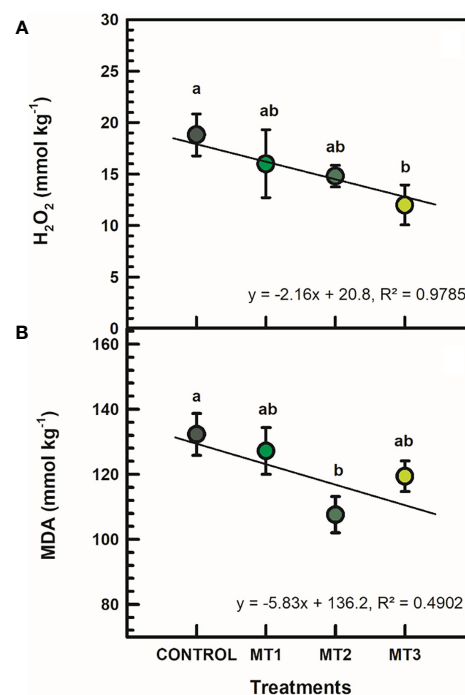 A
30
25
20
15
10
5
0
H₂O₂ (mmol kg⁻¹)
a
ab
ab
b
y = -2.16x + 20.8, R² = 0.9785
B
160
140
120
100
80
MDA (mmol kg⁻¹)
a
ab
b
ab
y = -5.83x + 136.2, R² = 0.4902
CONTROL MT1 MT2 MT3
Treatments